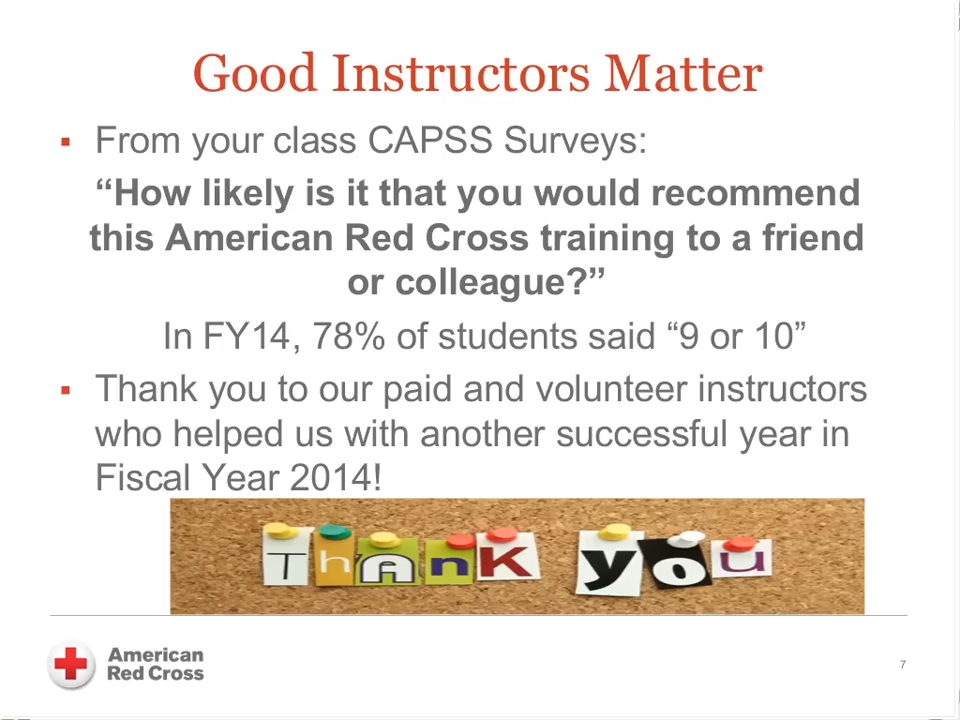 Good Instructors Matter
▪ From your class CAPSS Surveys:
“How likely is it that you would recommend
this American Red Cross training to a friend
or colleague?”
In FY14, 78% of students said “9 or 10”
▪ Thank you to our paid and volunteer instructors
who helped us with another successful year in
Fiscal Year 2014!
ThAnK you
American
Red Cross
7